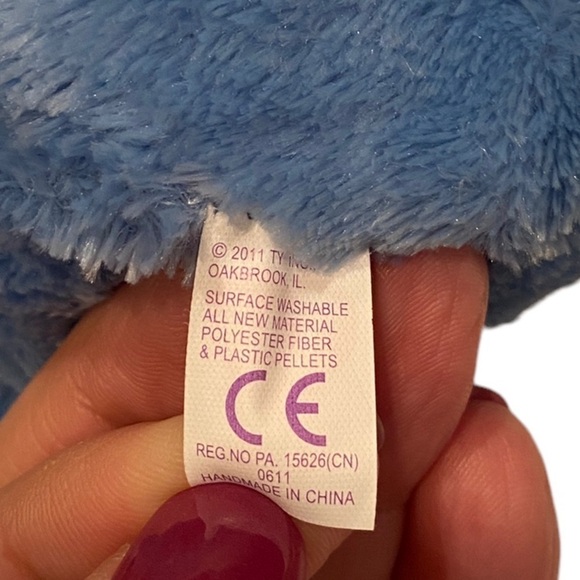 © 2011 TY INC.
OAKBROOK, IL.
SURFACE WASHABLE
ALL NEW MATERIAL
POLYESTER FIBER
& PLASTIC PELLETS
CE
REG.NO PA. 15626(CN)
0611
HANDMADE IN CHINA